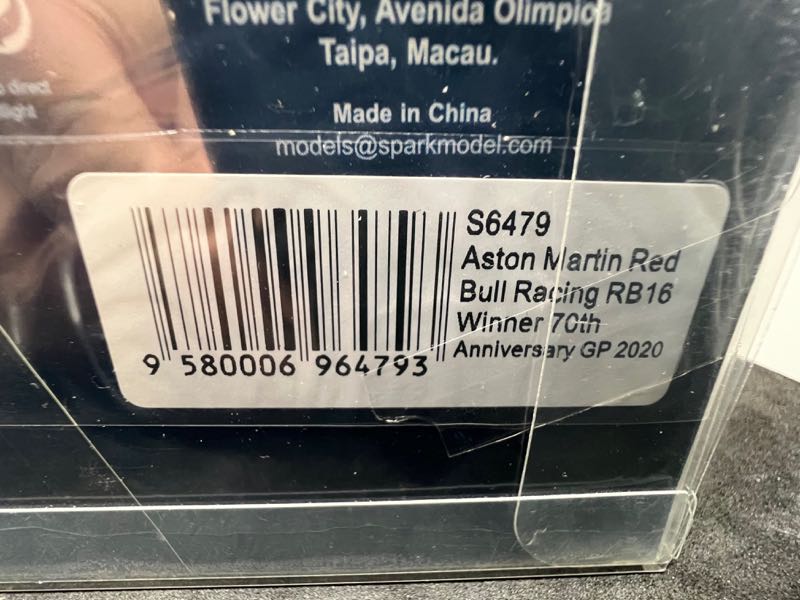 Flower City, Avenida Olimpica
Taipa, Macau.
direct
Made in China
models@sparkmodel.com
S6479
Aston Martin Red
Bull Racing RB16
Winner 70th
Anniversary GP 2020
9 580006 964793